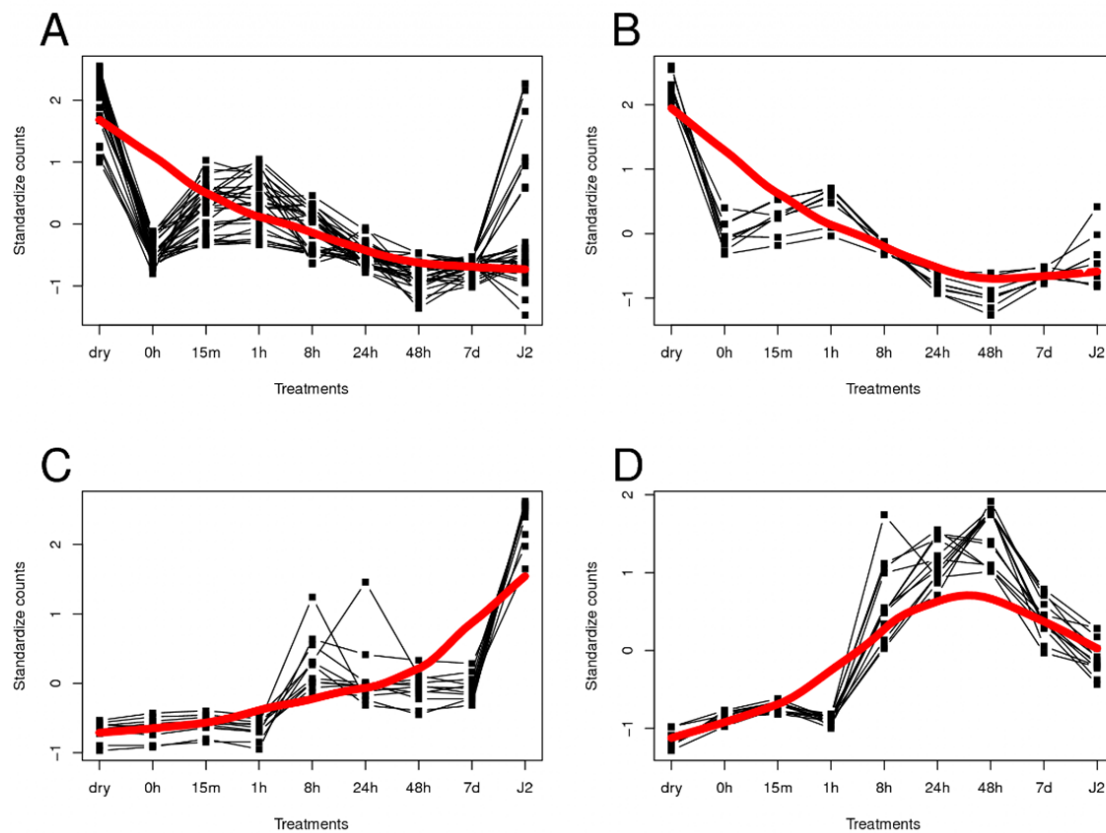 A
Standardize counts
2
1
0
−1
dry 0h 15m 1h 8h 24h 48h 7d J2
Treatments
B
Standardize counts
2
1
0
−1
dry 0h 15m 1h 8h 24h 48h 7d J2
Treatments
C
Standardize counts
2
1
0
−1
dry 0h 15m 1h 8h 24h 48h 7d J2
Treatments
D
Standardize counts
2
1
0
−1
dry 0h 15m 1h 8h 24h 48h 7d J2
Treatments